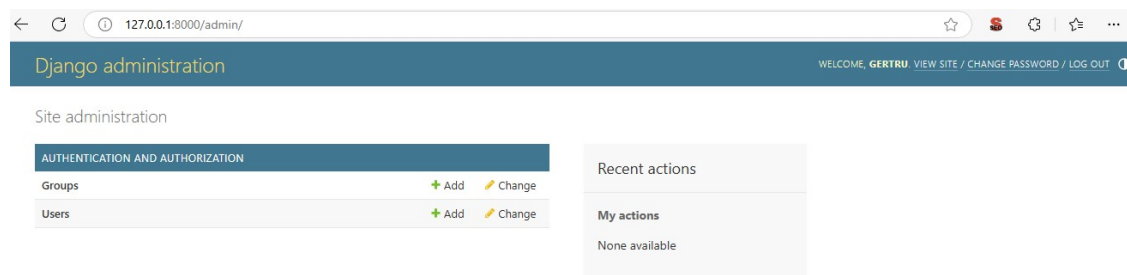 127.0.0.1:8000/admin/
SEO
Django administration
WELCOME, GERTRU. VIEW SITE / CHANGE PASSWORD / LOG OUT
Site administration
AUTHENTICATION AND AUTHORIZATION
Groups + Add Change
Users + Add Change
Recent actions
My actions
None available